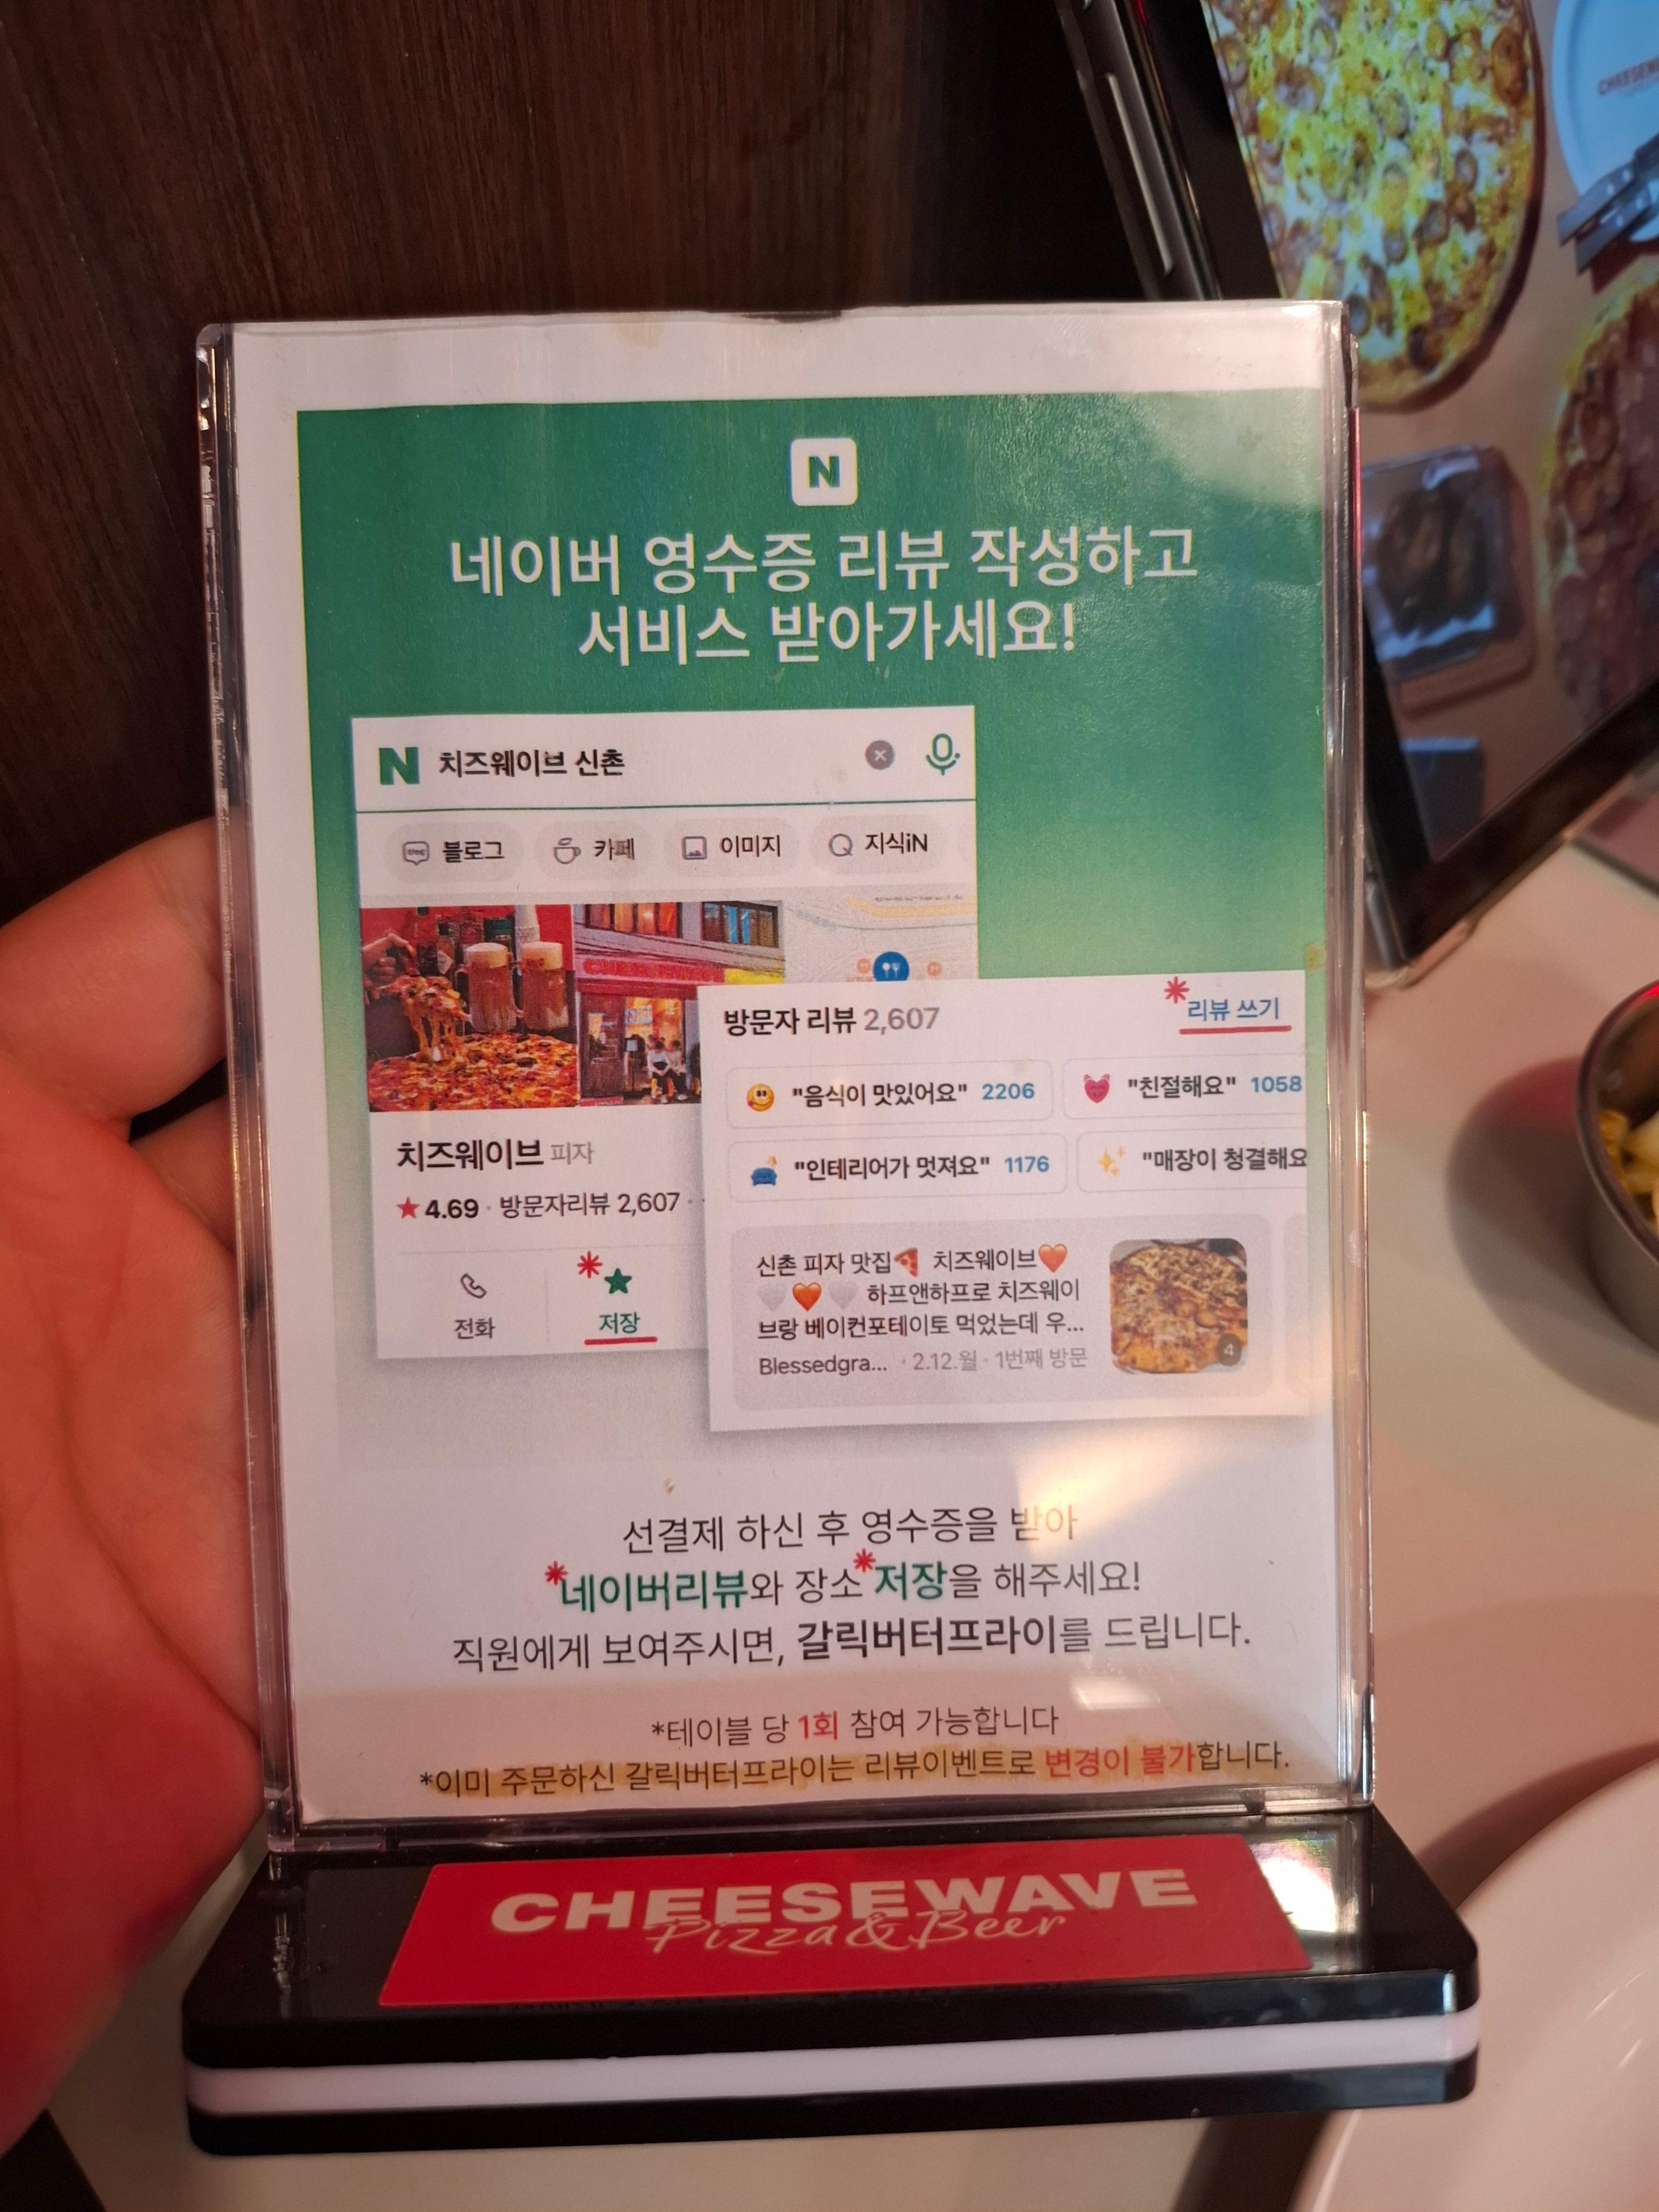 N
네이버 영수증 리뷰 작성하고
서비스 받아가세요!
N 치즈웨이브 신촌
블로그 카페 이미지 지식iN
치즈웨이브 피자
★ 4.69 · 방문자리뷰 2,607 ·
전화 *저장
방문자 리뷰 2,607 *리뷰 쓰기
"음식이 맛있어요" 2206 "친절해요" 1058
"인테리어가 멋져요" 1176 "매장이 청결해요
신촌 피자 맛집🍕 치즈웨이브🧡
🤍🧡🤍 하프앤하프로 치즈웨이
브랑 베이컨포테이토 먹었는데 우...
Blessedgra... · 2.12.월 · 1번째 방문
4
선결제 하신 후 영수증을 받아
*네이버리뷰와 장소 *저장을 해주세요!
직원에게 보여주시면, 갈릭버터프라이를 드립니다.
*테이블 당 1회 참여 가능합니다
*이미 주문하신 갈릭버터프라이는 리뷰이벤트로 변경이 불가합니다.
CHEESEWAVE
Pizza&Beer